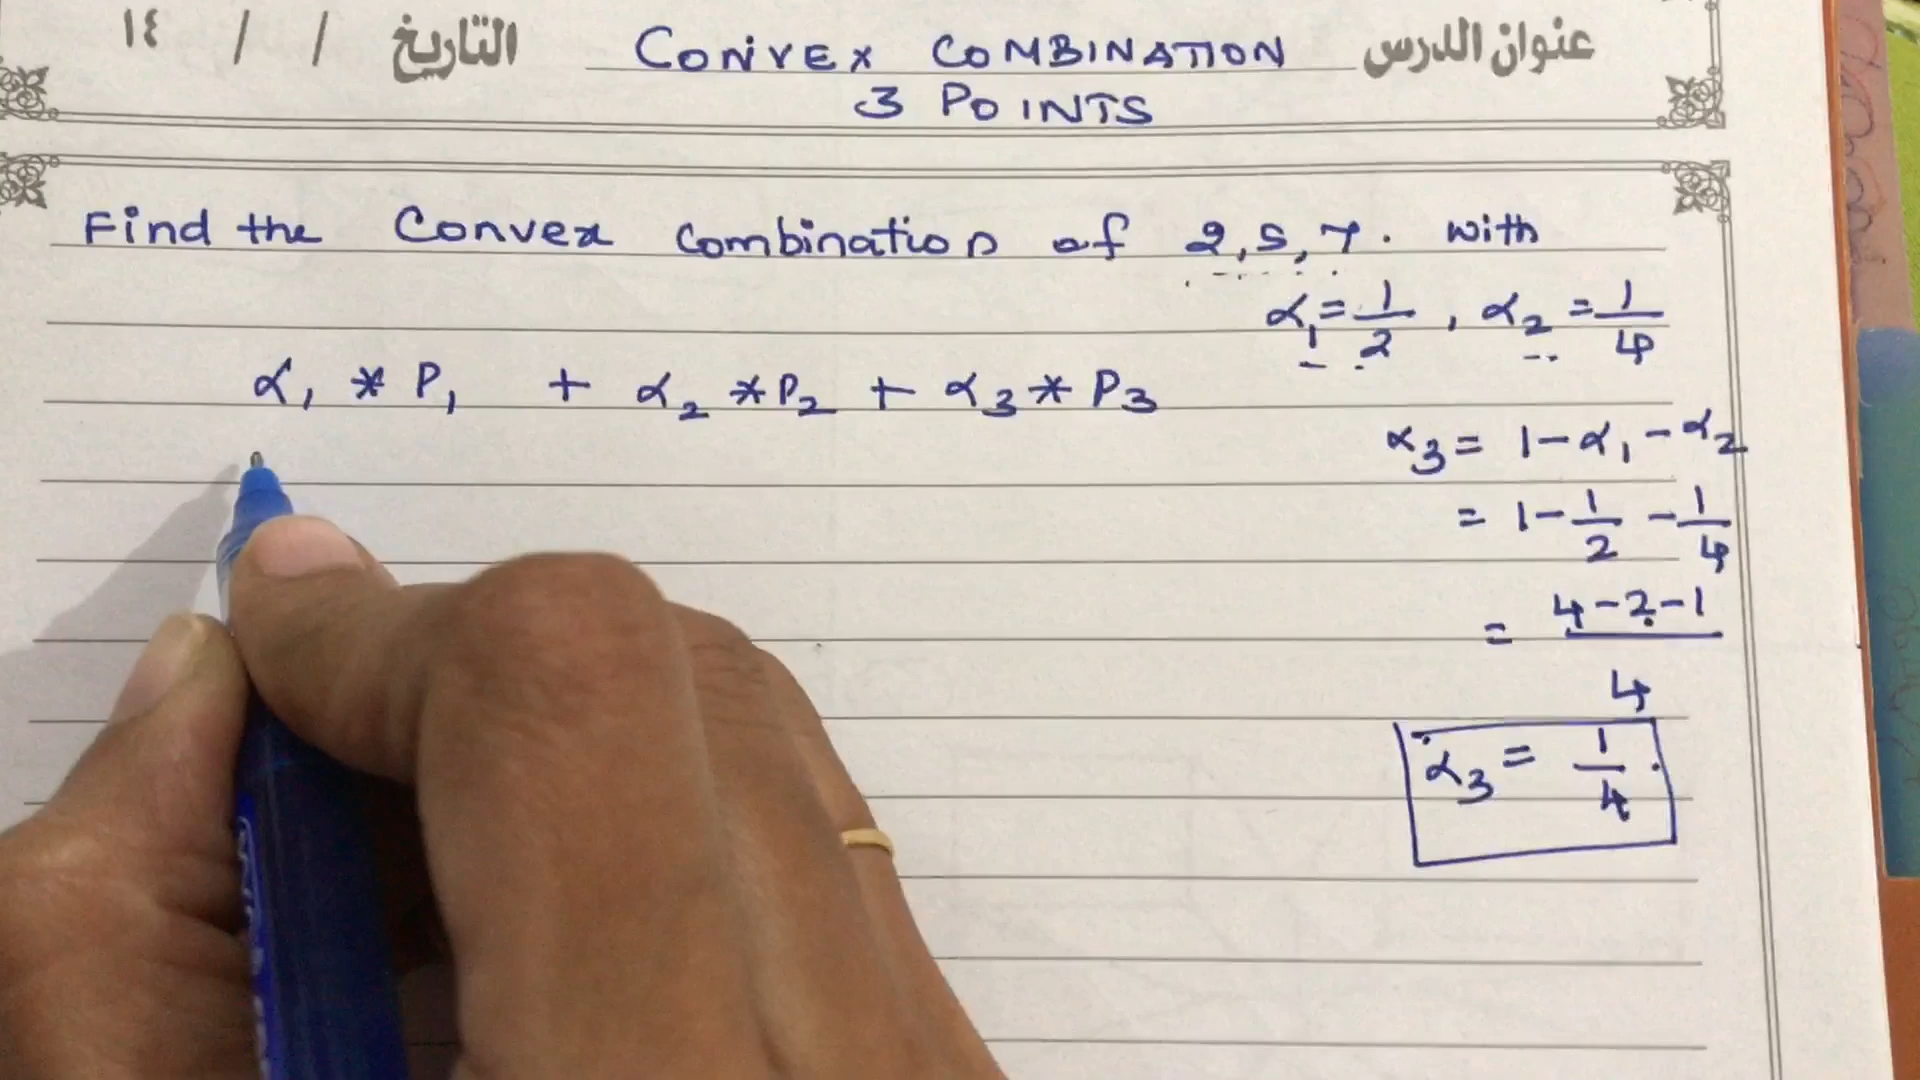 عنوان الدرس CONVEX COMBINATION التاريخ / / ١٤
3 POINTS
Find the Convex Combination of 2, 5, 7. with
α₁ = 1/2 , α₂ = 1/4
α₁ * P₁ + α₂ * P₂ + α₃ * P₃
α₃ = 1 - α₁ - α₂
= 1 - 1/2 - 1/4
= 4 - 2 - 1 / 4
α₃ = 1/4 .